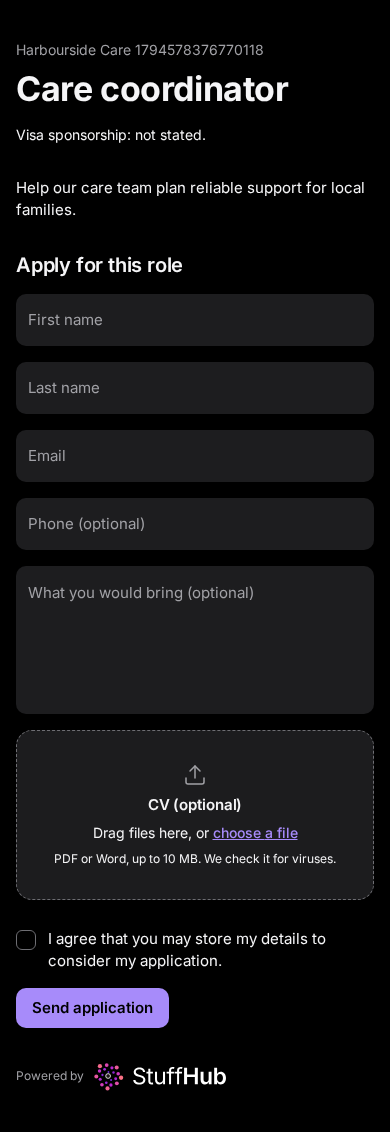 Harbourside Care 1794578376770118
Care coordinator
Visa sponsorship: not stated.
Help our care team plan reliable support for local
families.
Apply for this role
First name
Last name
Email
Phone (optional)
What you would bring (optional)
CV (optional)
Drag files here, or choose a file
PDF or Word, up to 10 MB. We check it for viruses.
I agree that you may store my details to
consider my application.
Send application
Powered by StuffHub